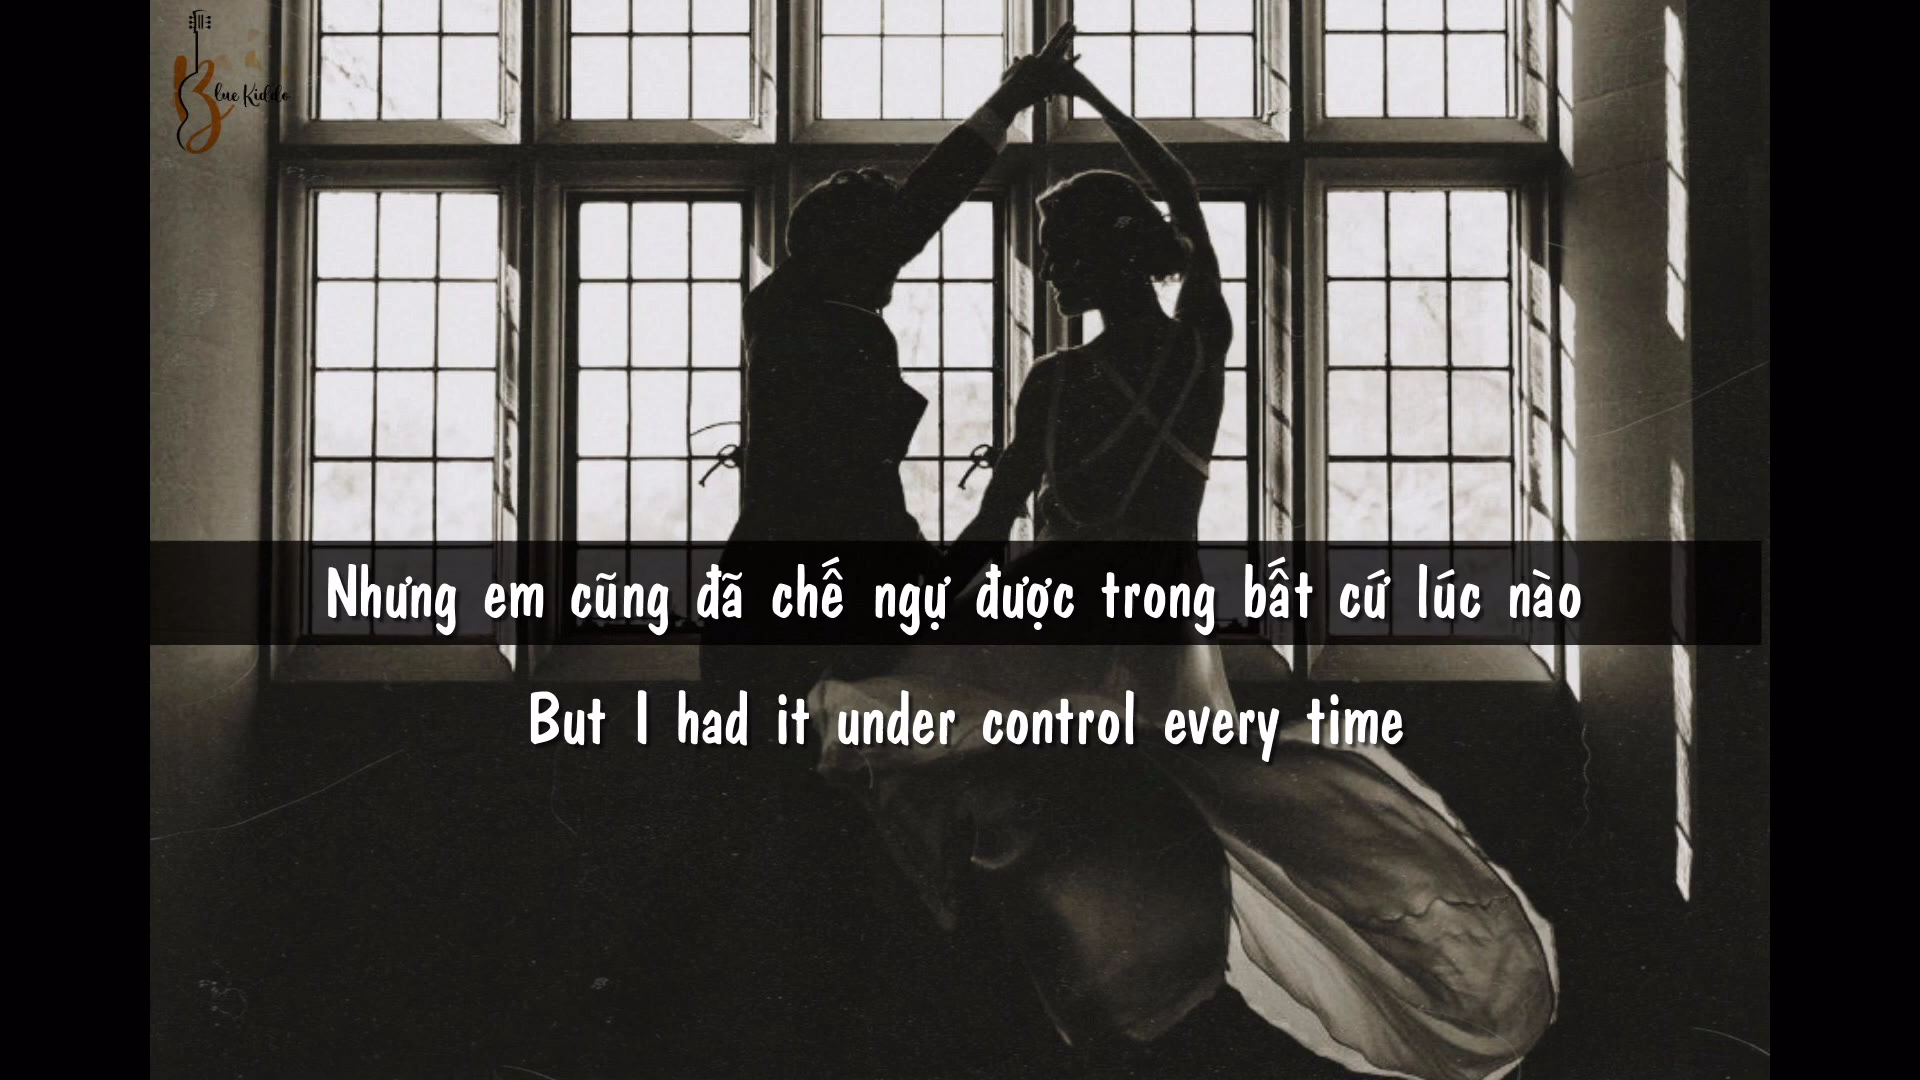 Blue Kiddo
Nhưng em cũng đã chế ngự được trong bất cứ lúc nào
But I had it under control every time